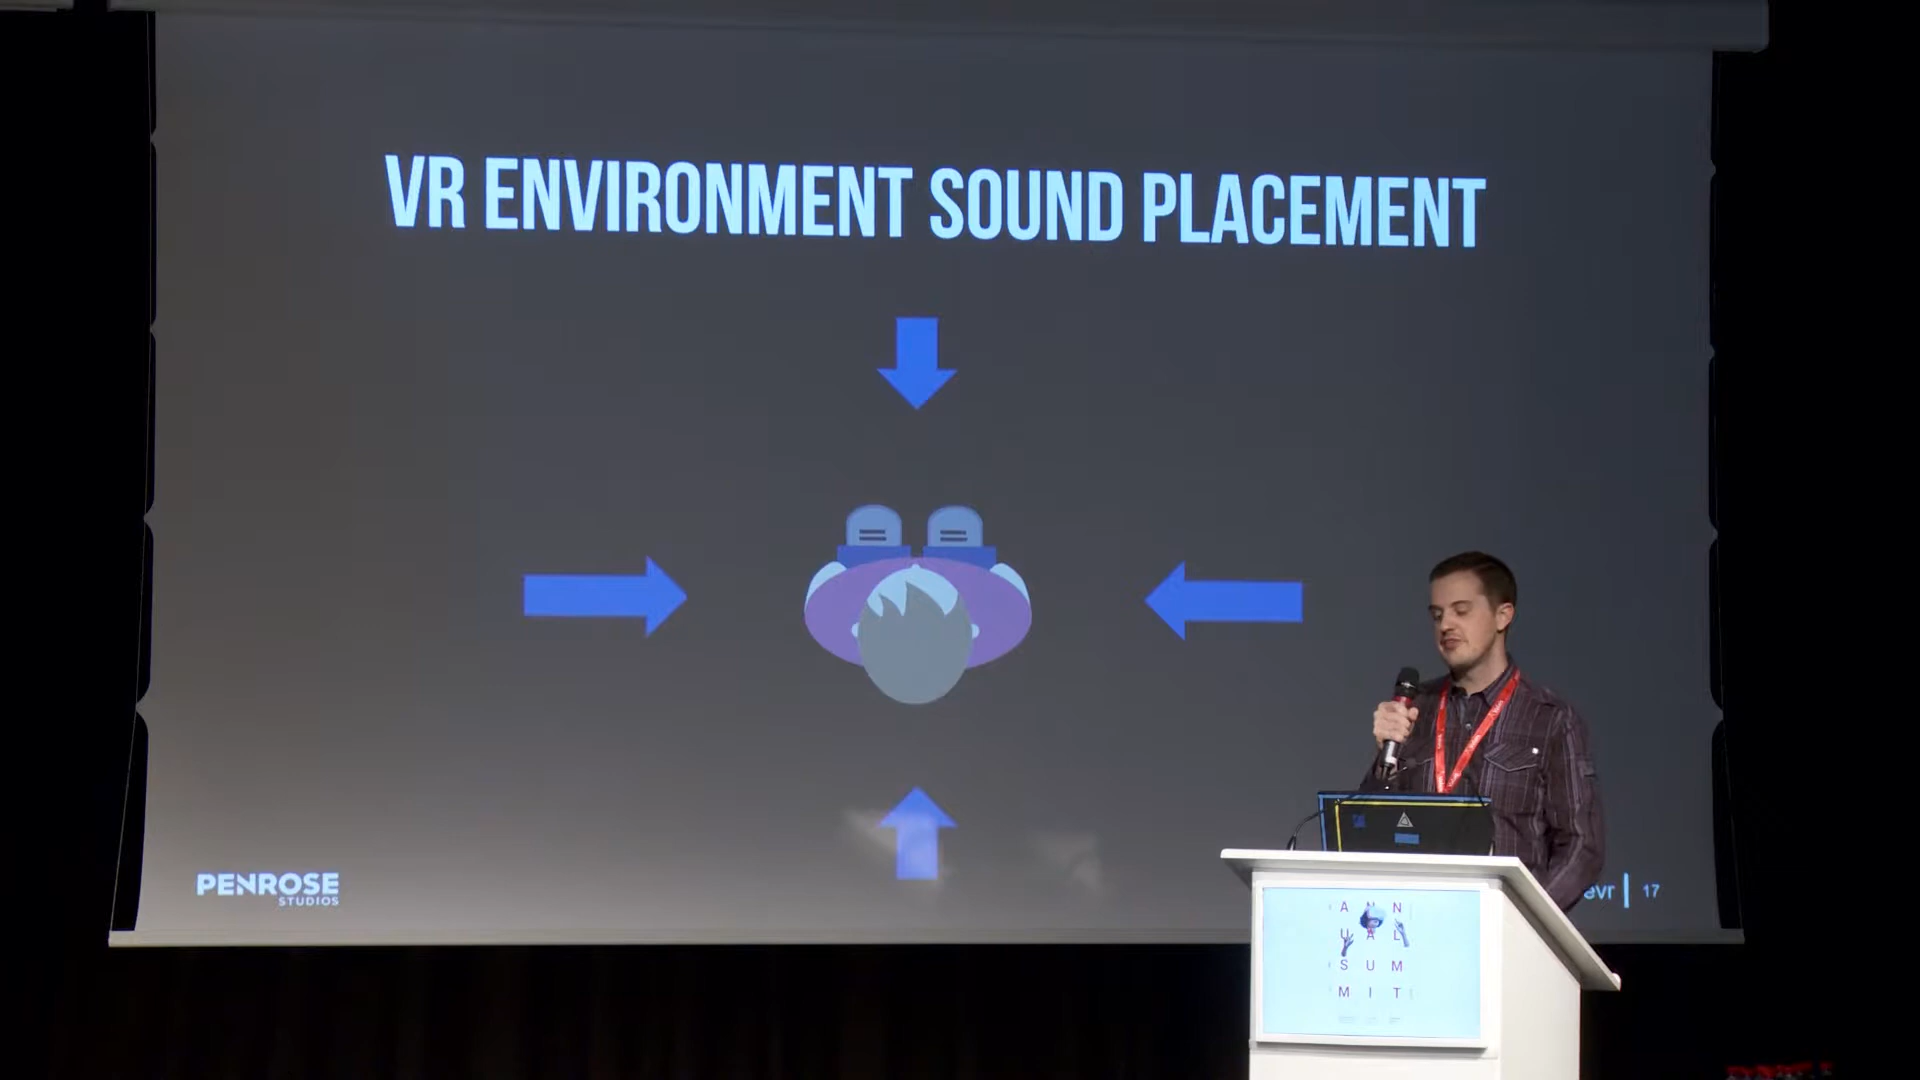 VR ENVIRONMENT SOUND PLACEMENT
PENROSE
STUDIOS
evr | 17
A N N
U A L
S U M
M I T